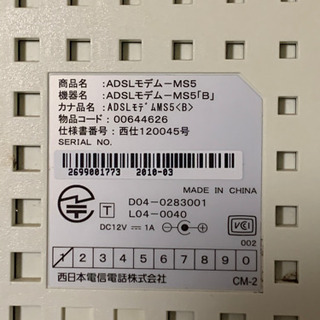 商品名:ADSLモデム-MS5
機器名:ADSLモデム-MS5「B」
カナ品名:ADSLモデムMS5<B>
物品コード:00644626
仕様書番号:西仕120045号
SERIAL NO.
2699001773 2010-03
MADE IN CHINA
T D04-0283001
L04-0040
DC12V 1A
VCI
002
1 2 3 4 5 6 7 8 9 0
西日本電信電話株式会社 CM-2